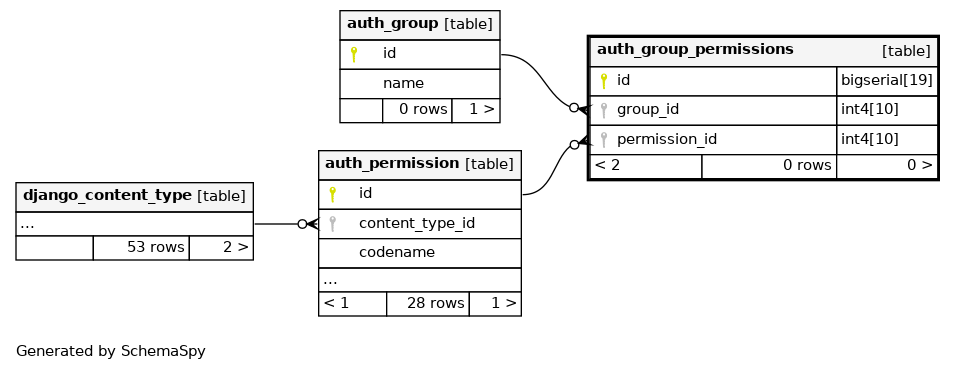 auth_group [table]
id
name
0 rows 1 >
auth_group_permissions [table]
id bigserial[19]
group_id int4[10]
permission_id int4[10]
< 2 0 rows 0 >
auth_permission [table]
id
content_type_id
codename
...
< 1 28 rows 1 >
django_content_type [table]
...
53 rows 2 >
Generated by SchemaSpy